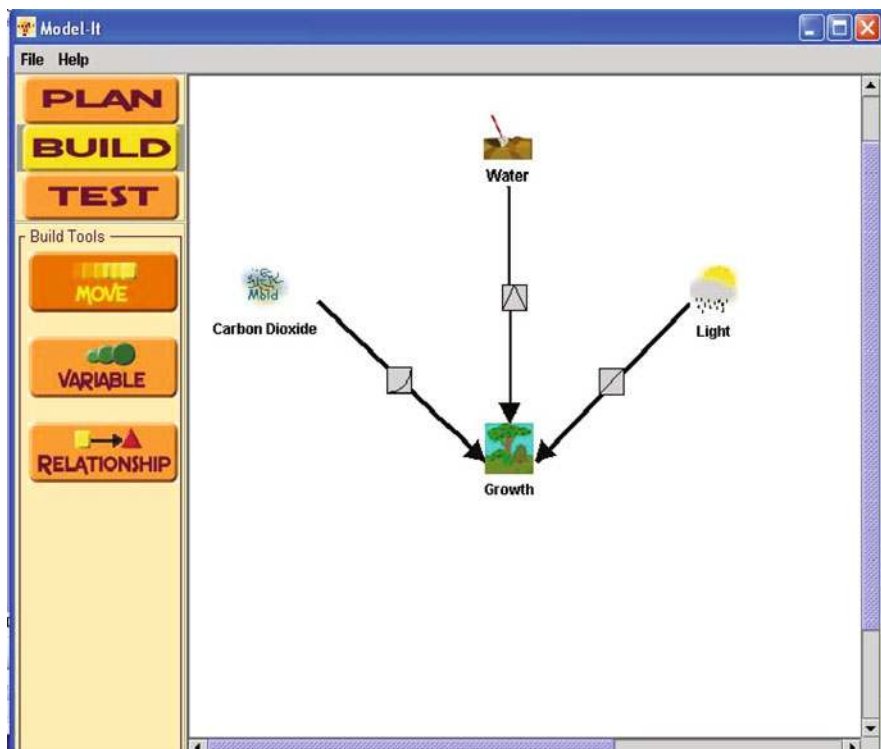 Model-It
File Help
PLAN
BUILD
TEST
Build Tools
MOVE
VARIABLE
RELATIONSHIP
Water
Carbon Dioxide
Light
Growth